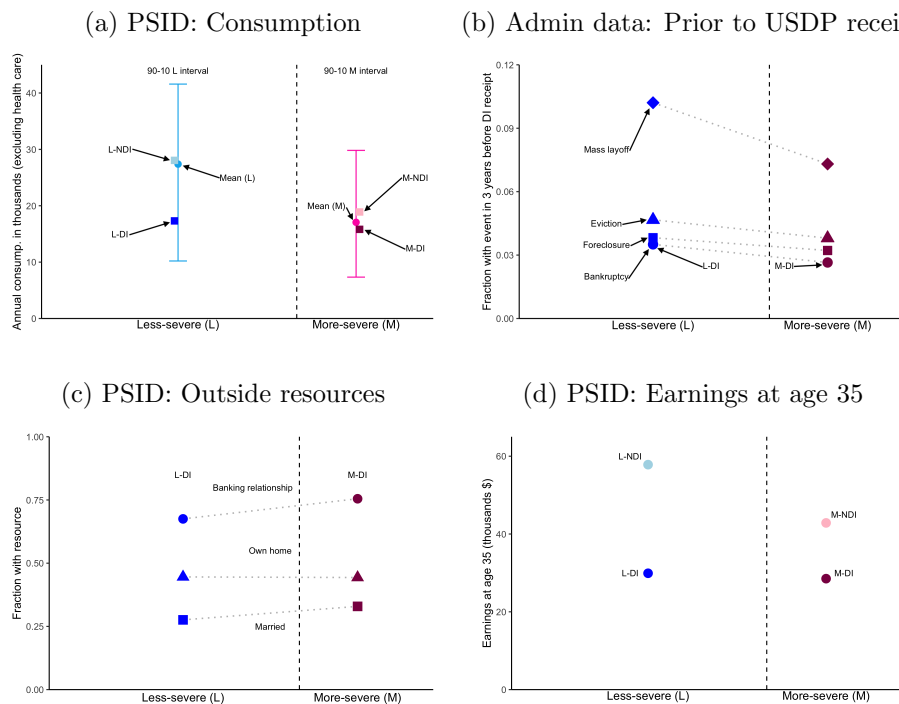 (a) PSID: Consumption
Annual consump. in thousands (excluding health care)
40
30
20
10
0
90-10 L interval
90-10 M interval
L-NDI
Mean (L)
L-DI
M-NDI
Mean (M)
M-DI
Less-severe (L)
More-severe (M)
(b) Admin data: Prior to USDP recei
Fraction with event in 3 years before DI receipt
0.12
0.09
0.06
0.03
0.00
Mass layoff
Eviction
Foreclosure
Bankruptcy
L-DI
M-DI
Less-severe (L)
More-severe (M)
(c) PSID: Outside resources
Fraction with resource
1.00
0.75
0.50
0.25
0.00
L-DI
M-DI
Banking relationship
Own home
Married
Less-severe (L)
More-severe (M)
(d) PSID: Earnings at age 35
Earnings at age 35 (thousands $)
60
40
20
0
L-NDI
M-NDI
L-DI
M-DI
Less-severe (L)
More-severe (M)